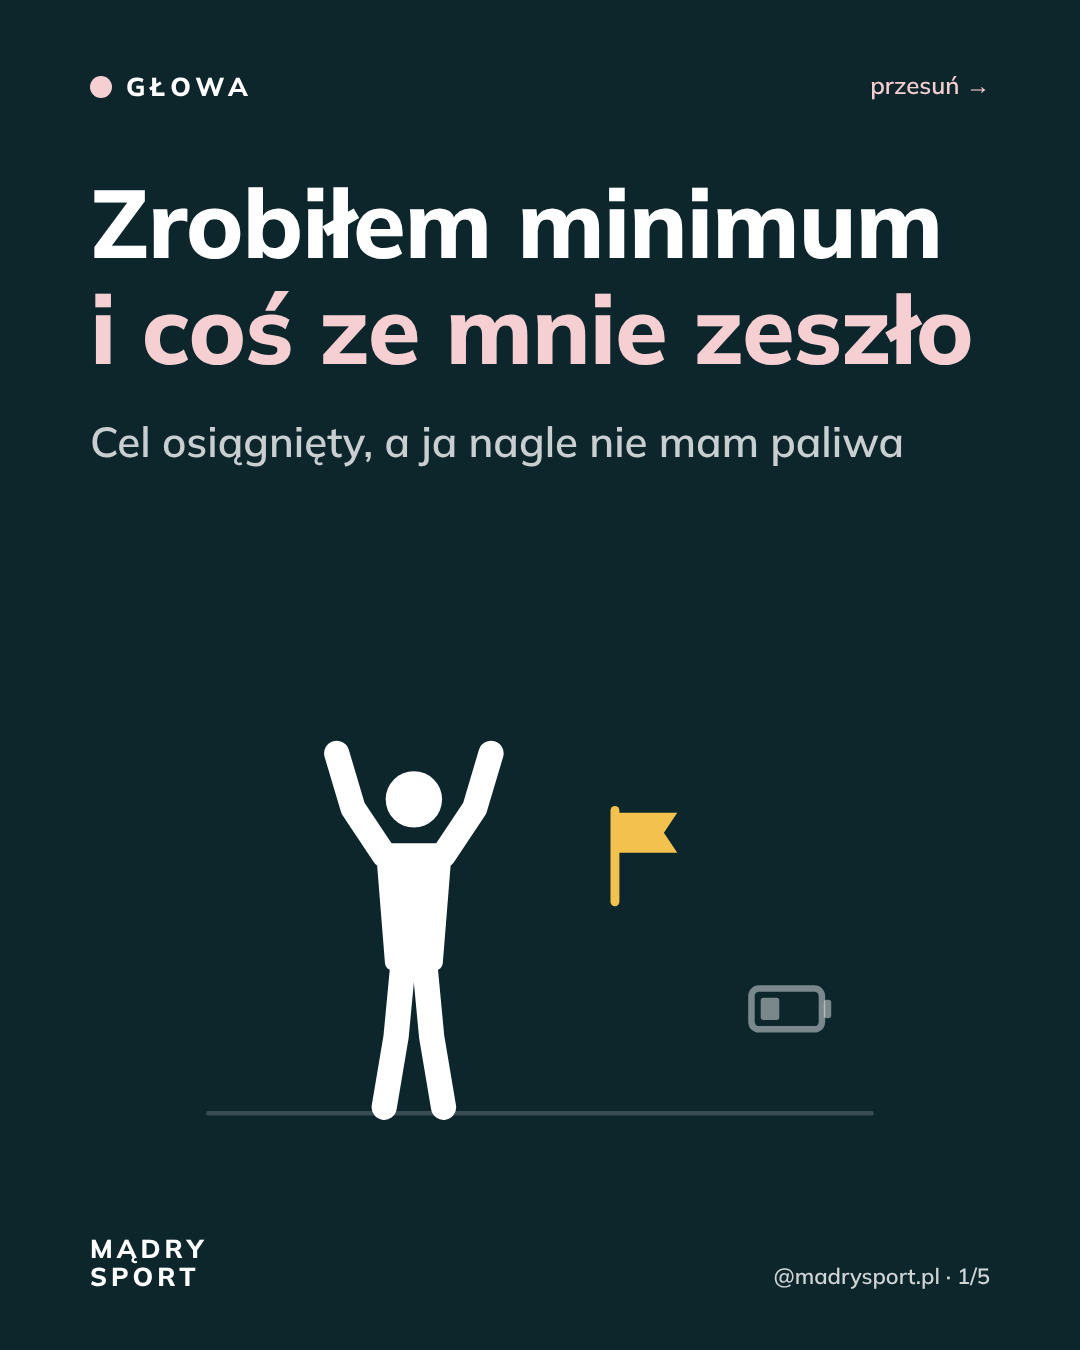 GŁOWA
przesuń →
Zrobiłem minimum
i coś ze mnie zeszło
Cel osiągnięty, a ja nagle nie mam paliwa
MĄDRY
SPORT
@madrysport.pl · 1/5